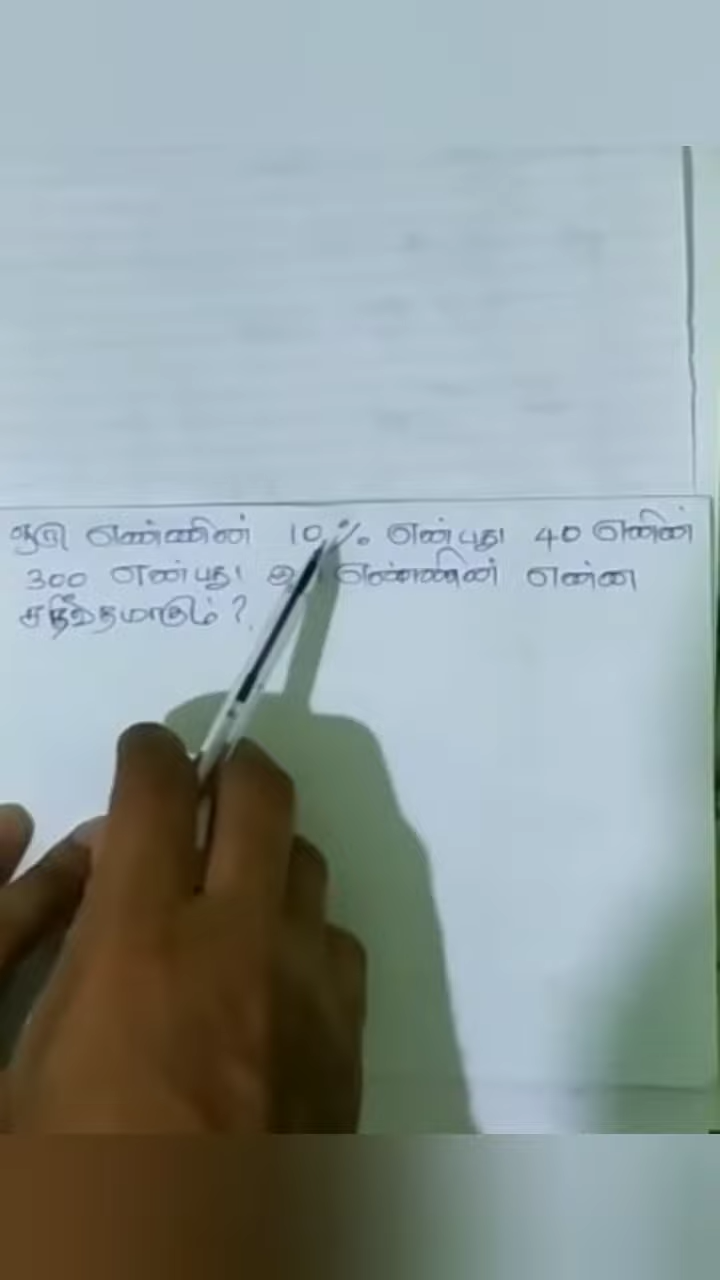 ஒரு எண்ணின் 10% என்பது 40 எனின்
300 என்பது எண்ணின் என்ன
சதவீதமாகும்?